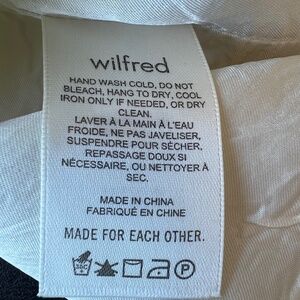 wilfred
HAND WASH COLD, DO NOT
BLEACH, HANG TO DRY, COOL
IRON ONLY IF NEEDED, OR DRY
CLEAN.
LAVER À LA MAIN À L'EAU
FROIDE, NE PAS JAVELISER,
SUSPENDRE POUR SÉCHER.
REPASSAGE DOUX SI
NÉCESSAIRE, OU NETTOYER À
SEC.
MADE IN CHINA
FABRIQUÉ EN CHINE
MADE FOR EACH OTHER.
P